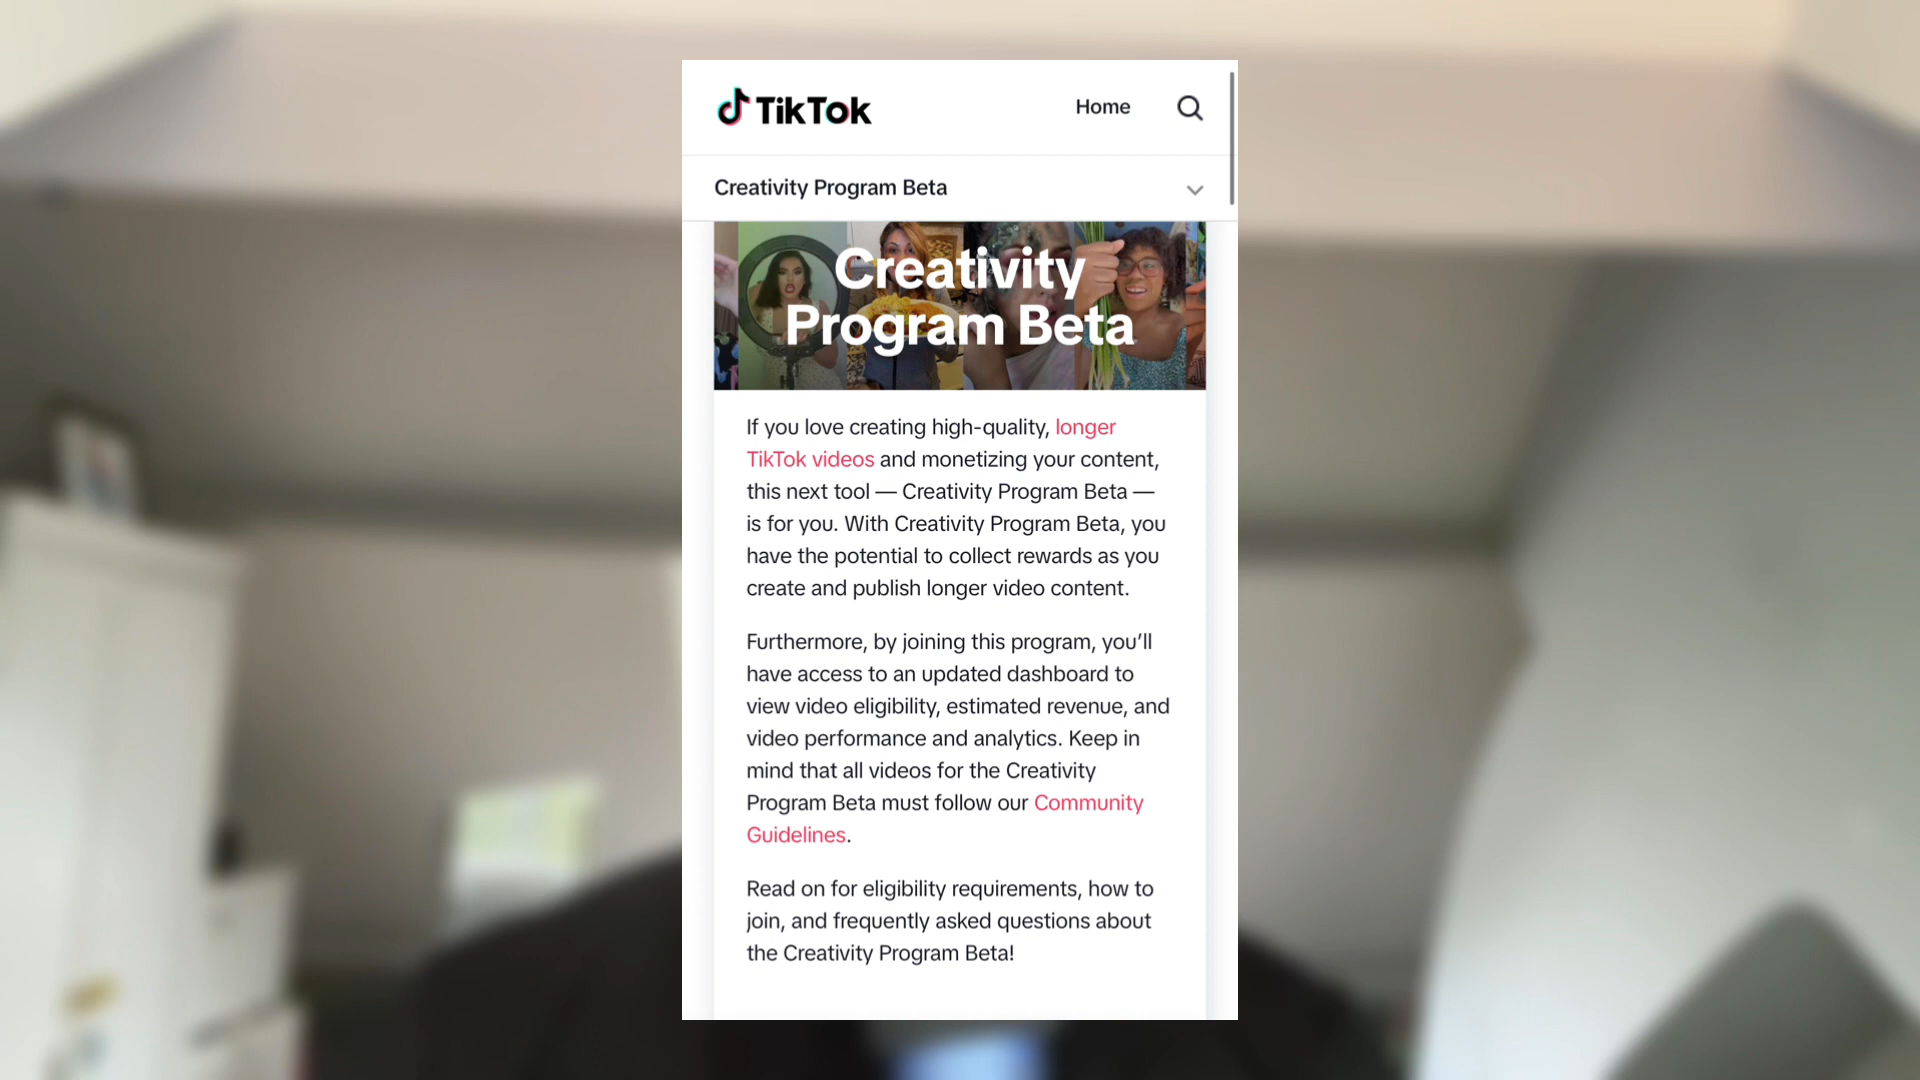 TikTok
Home
Creativity Program Beta
Creativity
Program Beta
If you love creating high-quality, longer
TikTok videos and monetizing your content,
this next tool — Creativity Program Beta —
is for you. With Creativity Program Beta, you
have the potential to collect rewards as you
create and publish longer video content.
Furthermore, by joining this program, you’ll
have access to an updated dashboard to
view video eligibility, estimated revenue, and
video performance and analytics. Keep in
mind that all videos for the Creativity
Program Beta must follow our Community
Guidelines.
Read on for eligibility requirements, how to
join, and frequently asked questions about
the Creativity Program Beta!